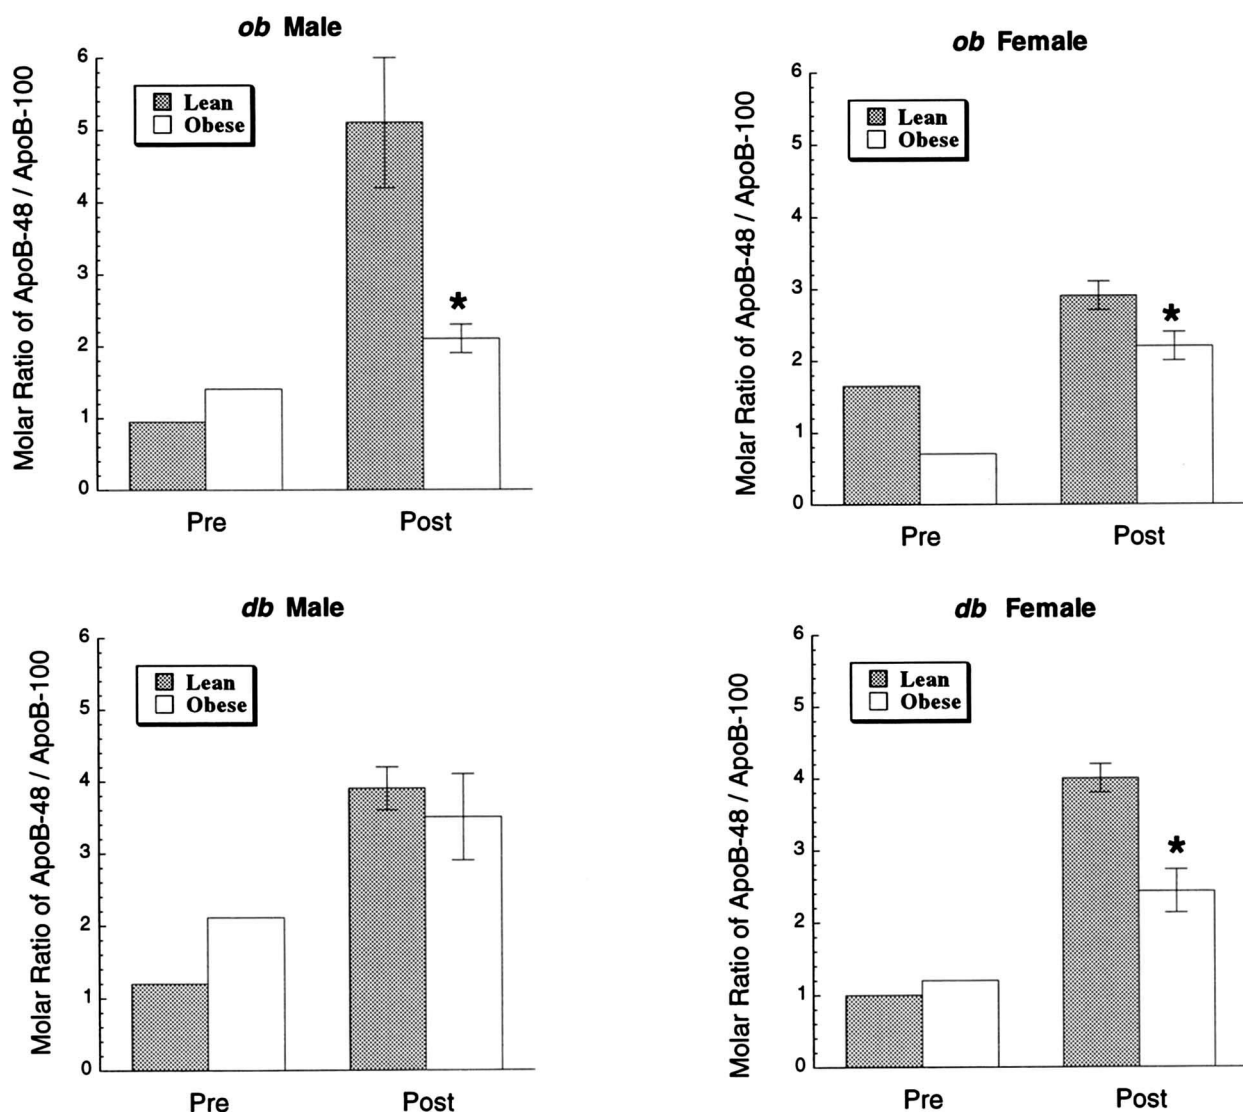 ob Male
Molar Ratio of ApoB-48 / ApoB-100
6
5
4
3
2
1
0
Lean
Obese
*
Pre Post
ob Female
Molar Ratio of ApoB-48 / ApoB-100
6
5
4
3
2
1
0
Lean
Obese
*
Pre Post
db Male
Molar Ratio of ApoB-48 / ApoB-100
6
5
4
3
2
1
0
Lean
Obese
Pre Post
db Female
Molar Ratio of ApoB-48 / ApoB-100
6
5
4
3
2
1
0
Lean
Obese
*
Pre Post